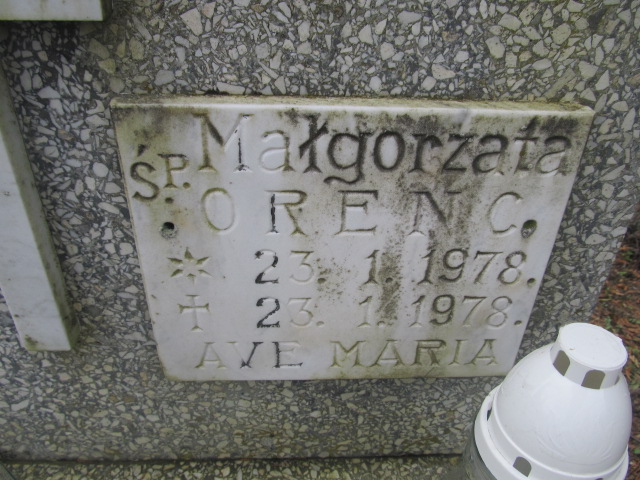 ŚP. Małgorzata
ORENC
* 23. 1. 1978.
† 23. 1. 1978.
AVE MARIA